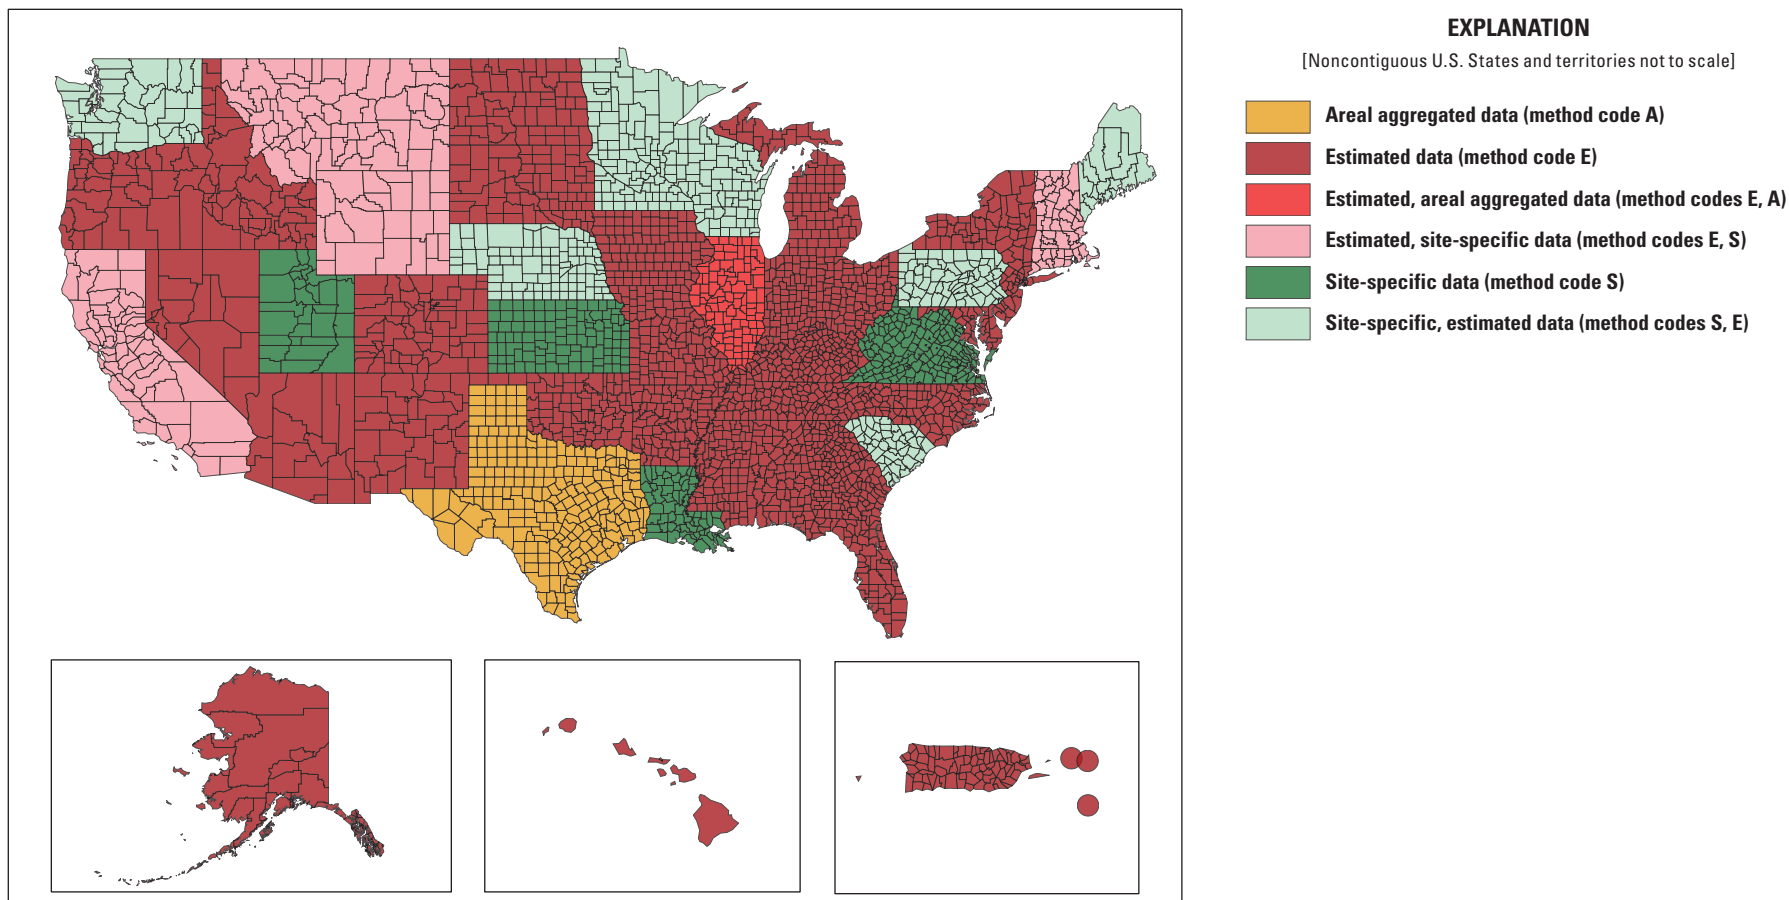 EXPLANATION
[Noncontiguous U.S. States and territories not to scale]
Areal aggregated data (method code A)
Estimated data (method code E)
Estimated, areal aggregated data (method codes E, A)
Estimated, site-specific data (method codes E, S)
Site-specific data (method code S)
Site-specific, estimated data (method codes S, E)